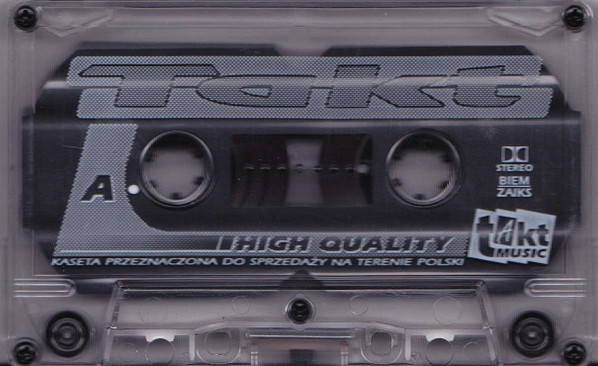 Takt
A
STEREO
BIEM
ZAIKS
HIGH QUALITY
takt
MUSIC
KASETA PRZEZNACZONA DO SPRZEDAŻY NA TERENIE POLSKI